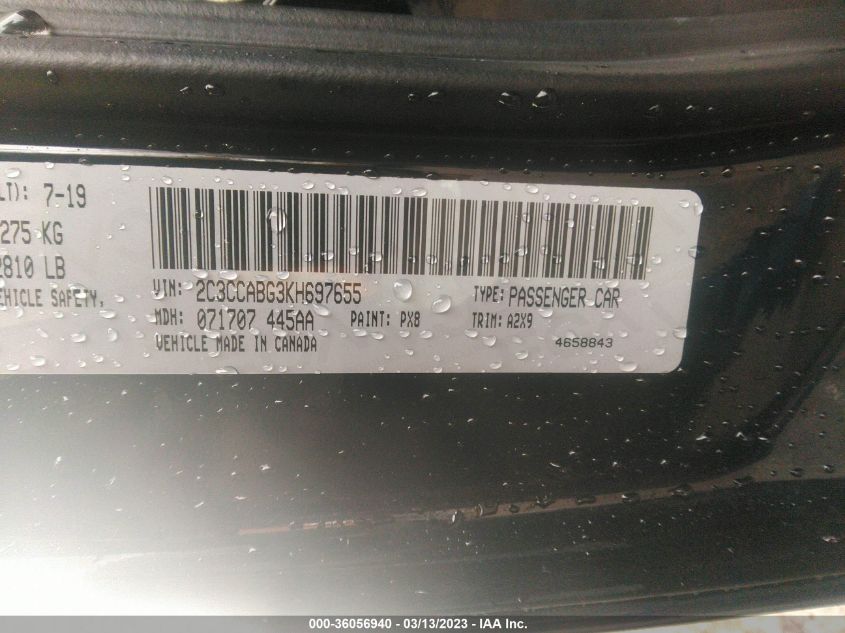 LT): 7-19
275 KG
2810 LB
EHICLE SAFETY,
VIN: 2C3CCABG3KH697655 TYPE: PASSENGER CAR
MDH: 071707 445AA PAINT: PX8 TRIM: A2X9
VEHICLE MADE IN CANADA 4658843
000-36056940 - 03/13/2023 - IAA Inc.